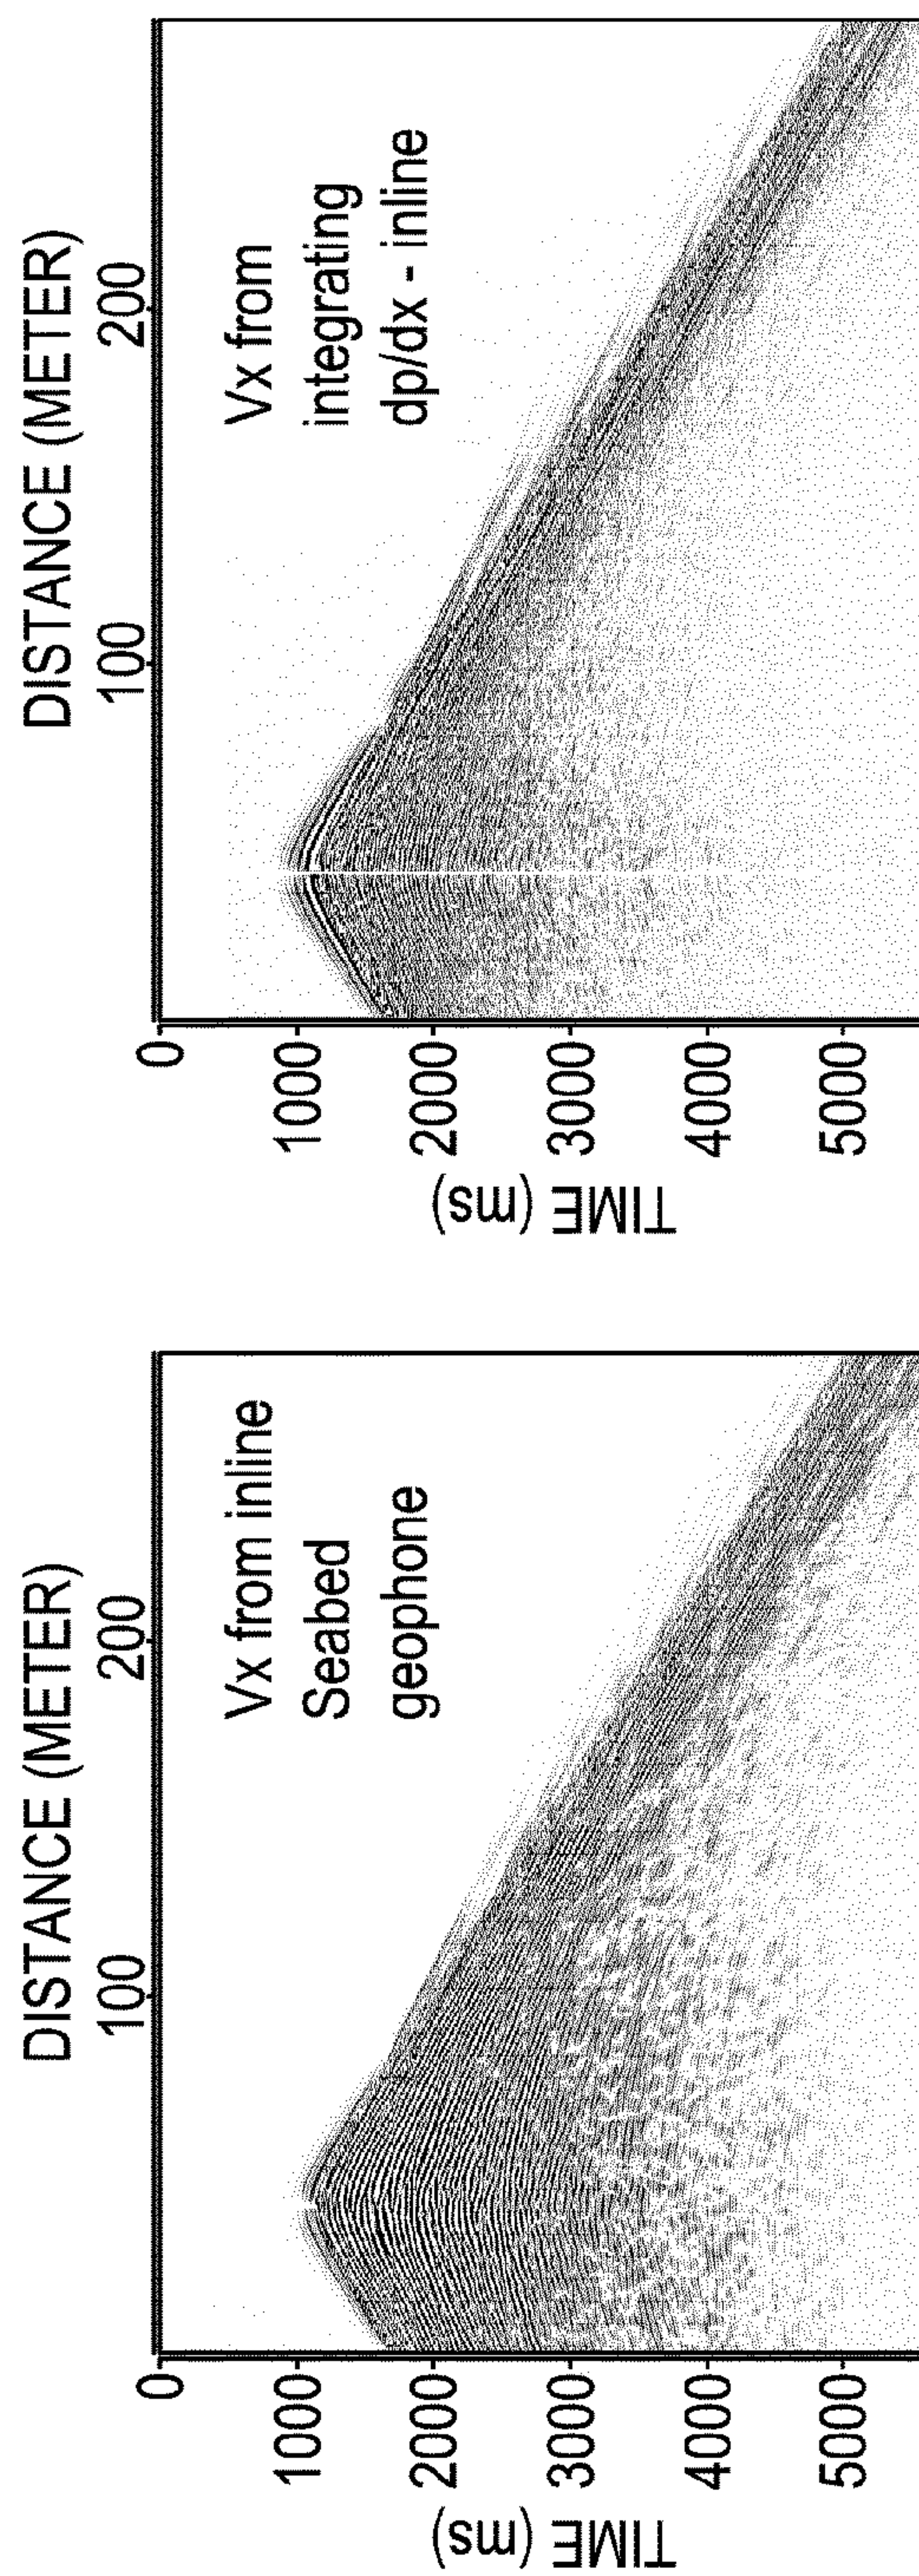 DISTANCE (METER)
100 200
0
1000
2000
3000
4000
5000
TIME (ms)
Vx from inline
Seabed
geophone
DISTANCE (METER)
100 200
0
1000
2000
3000
4000
5000
TIME (ms)
Vx from
integrating
dp/dx - inline